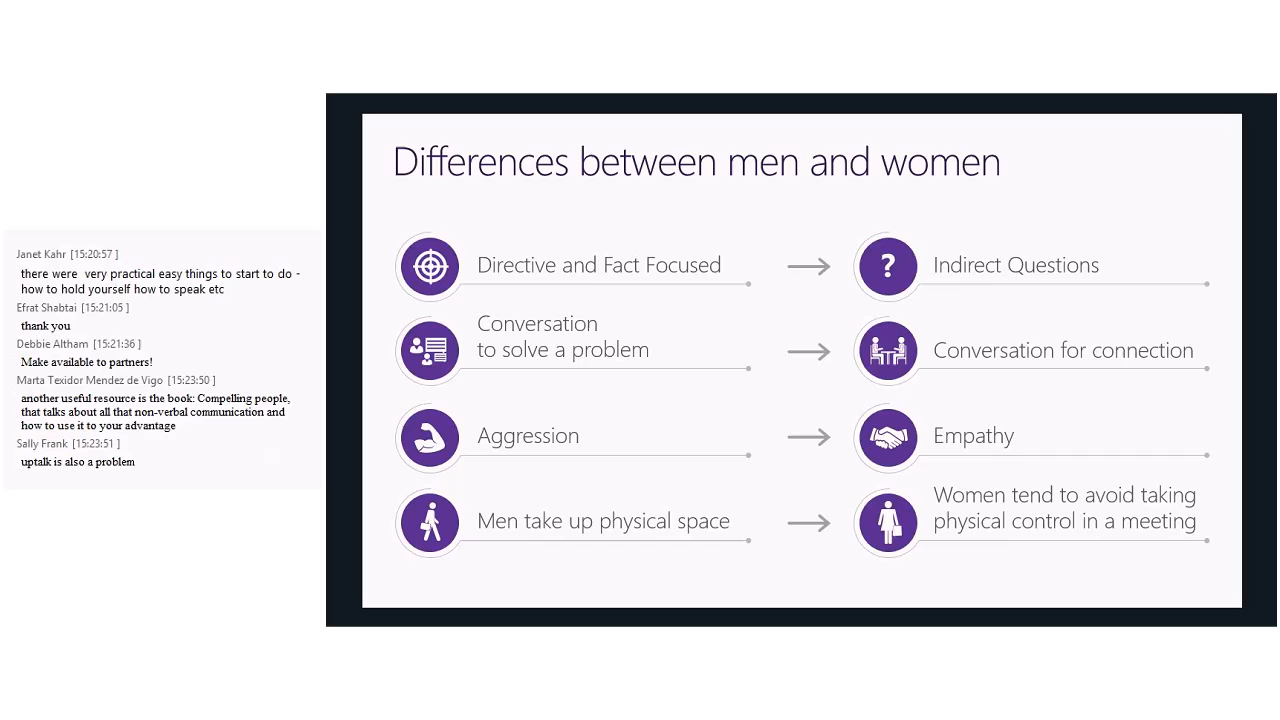 Janet Kahr [15:20:57 ]
there were very practical easy things to start to do -
how to hold yourself how to speak etc
Efrat Shabtai [15:21:05 ]
thank you
Debbie Altham [15:21:36 ]
Make available to partners!
Marta Texidor Mendez de Vigo [15:23:50 ]
another useful resource is the book: Compelling people,
that talks about all that non-verbal communication and
how to use it to your advantage
Sally Frank [15:23:51 ]
uptalk is also a problem
Differences between men and women
Directive and Fact Focused
?
Indirect Questions
Conversation
to solve a problem
Conversation for connection
Aggression
Empathy
Men take up physical space
Women tend to avoid taking
physical control in a meeting